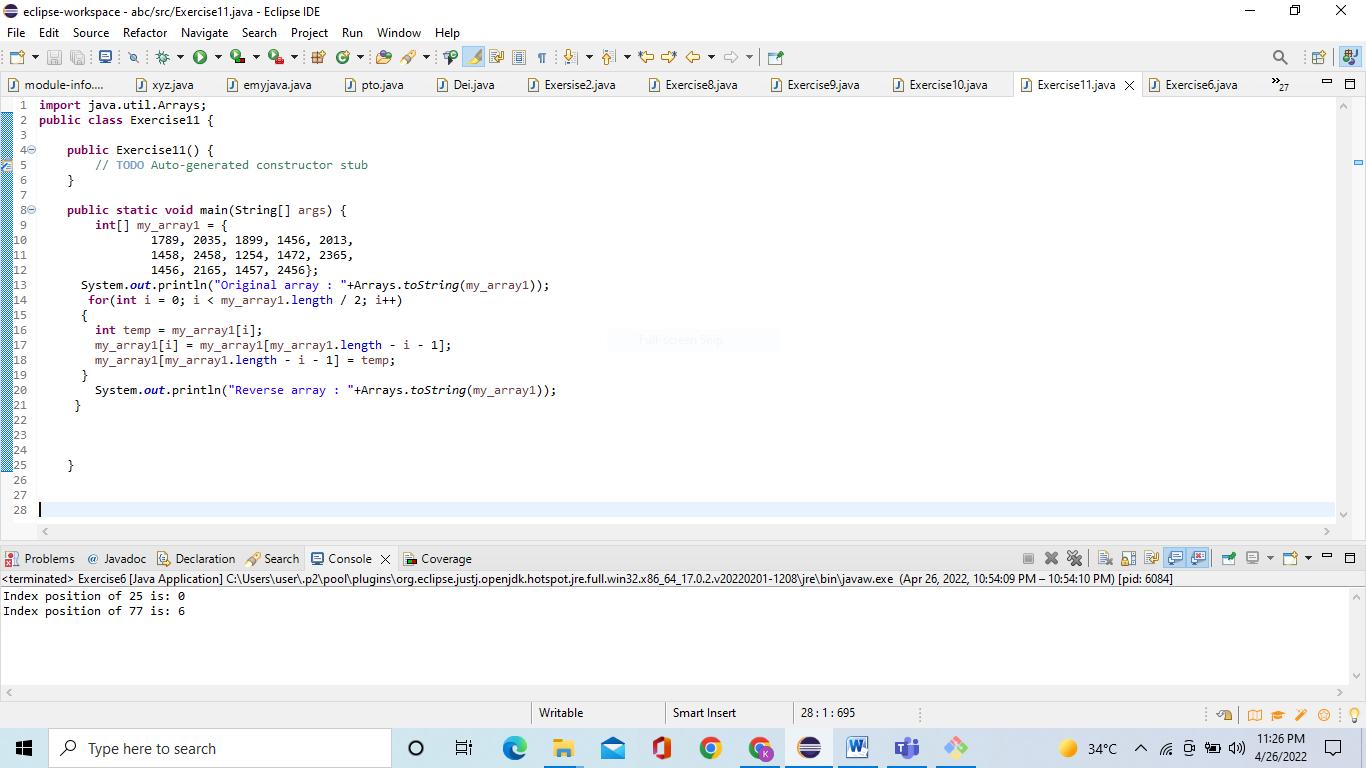 eclipse-workspace - abc/src/Exercise11.java - Eclipse IDE
File Edit Source Refactor Navigate Search Project Run Window Help
module-info.... xyz.java emyjava.java pto.java Dei.java Exersise2.java Exercise8.java Exercise9.java Exercise10.java Exercise11.java Exercise6.java »27
1 import java.util.Arrays;
2 public class Exercise11 {
3
4 public Exercise11() {
5 // TODO Auto-generated constructor stub
6 }
7
8 public static void main(String[] args) {
9 int[] my_array1 = {
10 1789, 2035, 1899, 1456, 2013,
11 1458, 2458, 1254, 1472, 2365,
12 1456, 2165, 1457, 2456};
13 System.out.println("Original array : "+Arrays.toString(my_array1));
14 for(int i = 0; i < my_array1.length / 2; i++)
15 {
16 int temp = my_array1[i];
17 my_array1[i] = my_array1[my_array1.length - i - 1];
18 my_array1[my_array1.length - i - 1] = temp;
19 }
20 System.out.println("Reverse array : "+Arrays.toString(my_array1));
21 }
22
23
24
25 }
26
27
28
Full-screen Snip
Problems @ Javadoc Declaration Search Console Coverage
<terminated> Exercise6 [Java Application] C:\Users\user\.p2\pool\plugins\org.eclipse.justj.openjdk.hotspot.jre.full.win32.x86_64_17.0.2.v20220201-1208\jre\bin\javaw.exe (Apr 26, 2022, 10:54:09 PM – 10:54:10 PM) [pid: 6084]
Index position of 25 is: 0
Index position of 77 is: 6
Writable Smart Insert 28 : 1 : 695
Type here to search
34°C 11:26 PM
4/26/2022